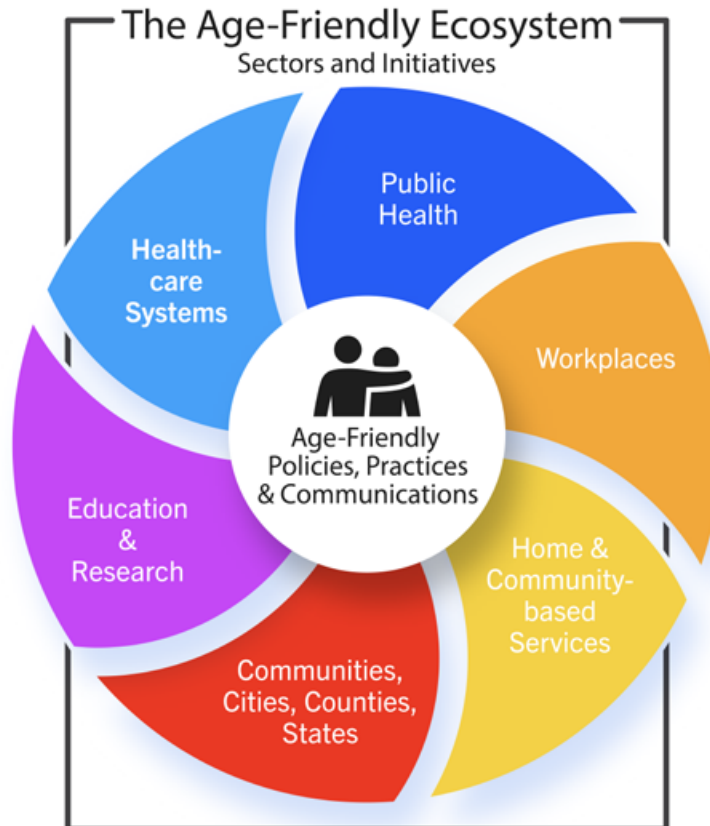 The Age-Friendly Ecosystem
Sectors and Initiatives
Public
Health
Health-
care
Systems
Workplaces
Age-Friendly
Policies, Practices
& Communications
Education
&
Research
Home &
Community-
based
Services
Communities,
Cities, Counties,
States